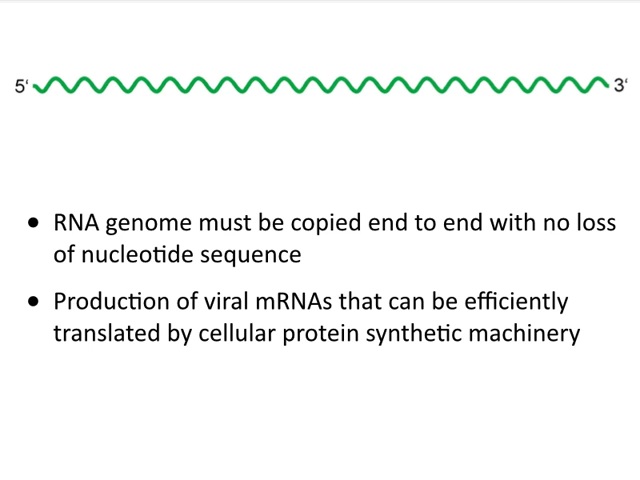 5' 3'
• RNA genome must be copied end to end with no loss
of nucleotide sequence
• Production of viral mRNAs that can be efficiently
translated by cellular protein synthetic machinery